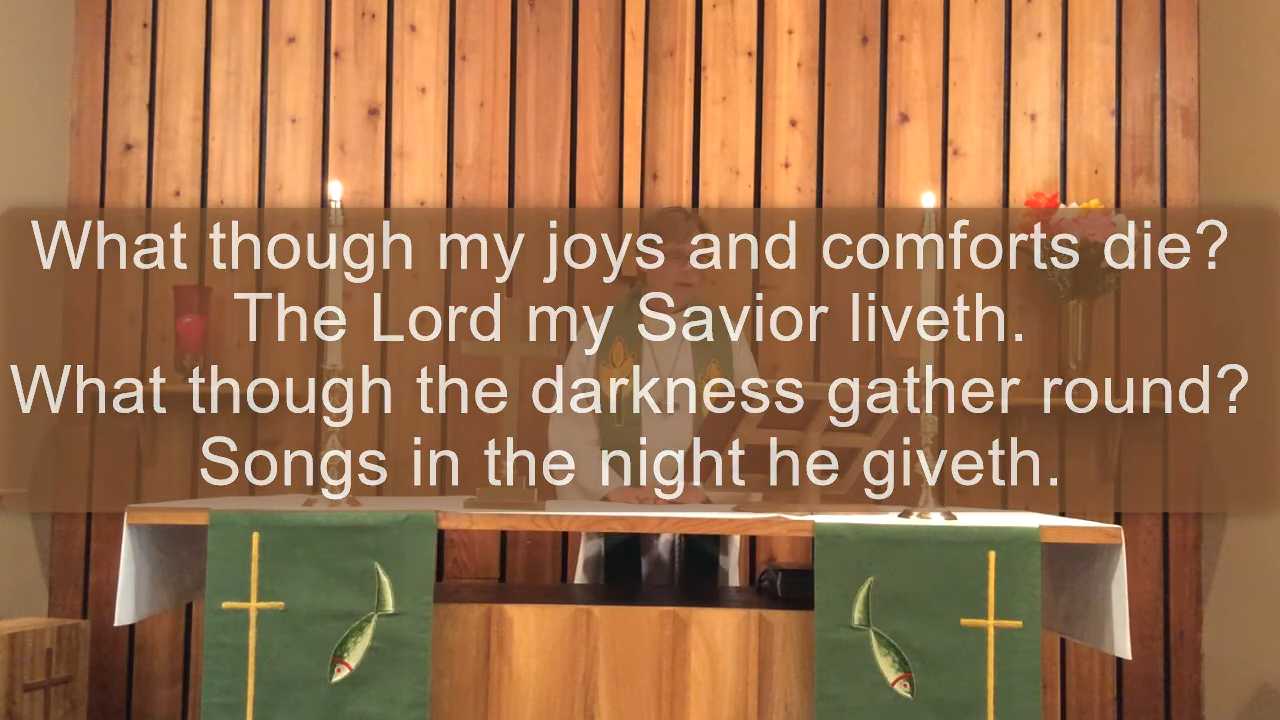 What though my joys and comforts die?
The Lord my Savior liveth.
What though the darkness gather round?
Songs in the night he giveth.